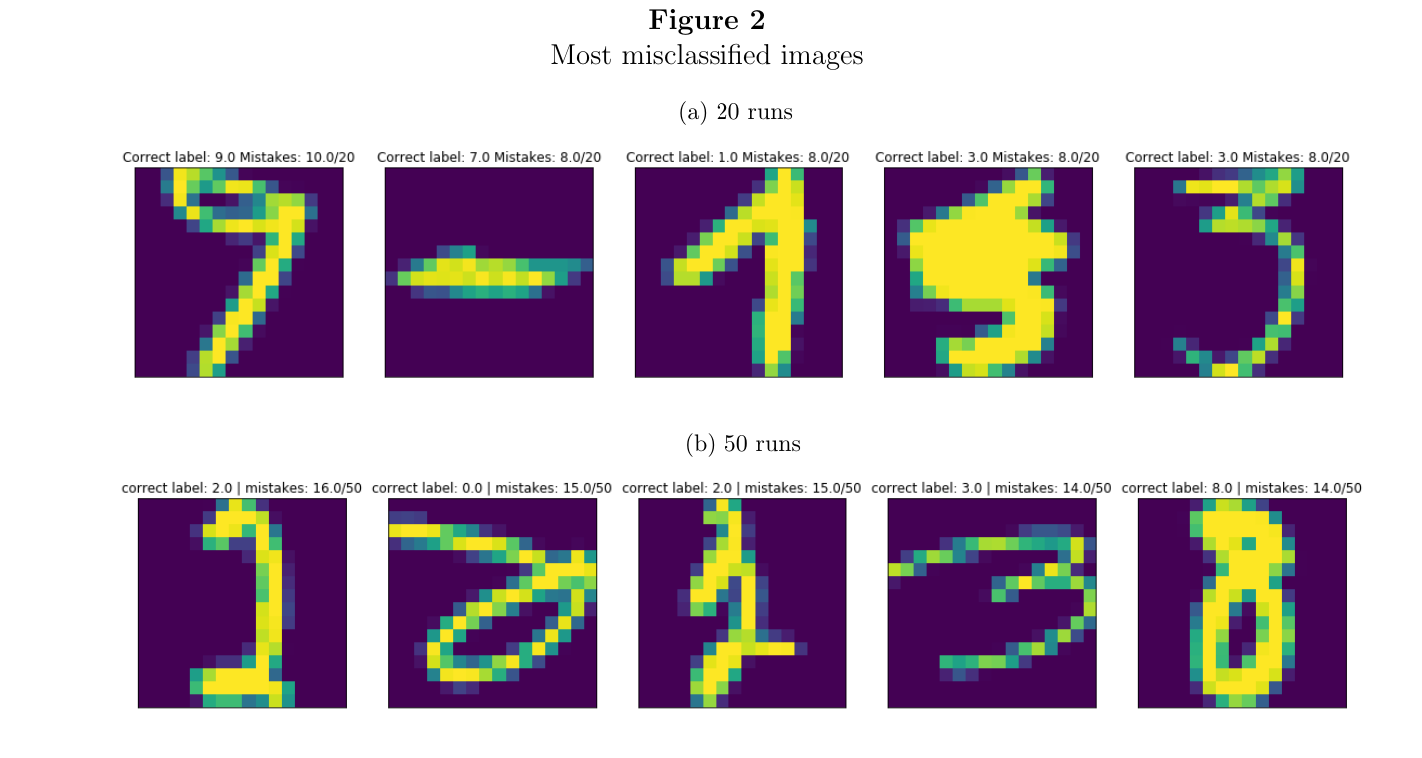 Figure 2
Most misclassified images
(a) 20 runs
Correct label: 9.0 Mistakes: 10.0/20
Correct label: 7.0 Mistakes: 8.0/20
Correct label: 1.0 Mistakes: 8.0/20
Correct label: 3.0 Mistakes: 8.0/20
Correct label: 3.0 Mistakes: 8.0/20
(b) 50 runs
correct label: 2.0 | mistakes: 16.0/50
correct label: 0.0 | mistakes: 15.0/50
correct label: 2.0 | mistakes: 15.0/50
correct label: 3.0 | mistakes: 14.0/50
correct label: 8.0 | mistakes: 14.0/50